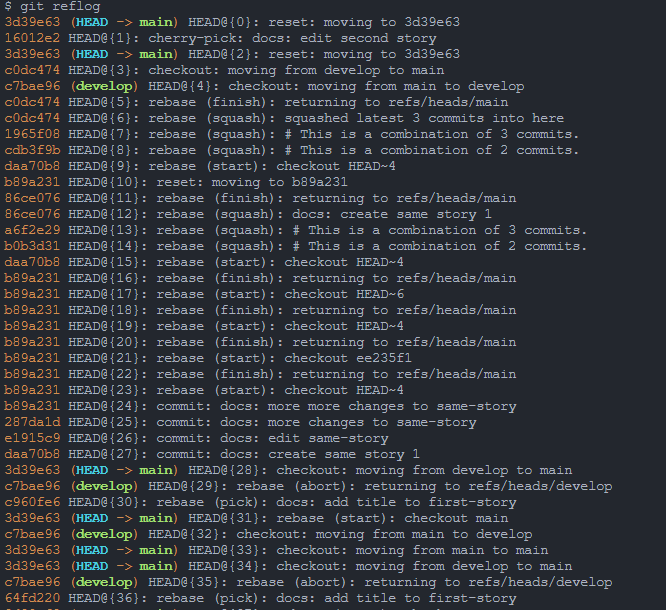 $ git reflog
3d39e63 (HEAD -> main) HEAD@{0}: reset: moving to 3d39e63
16012e2 HEAD@{1}: cherry-pick: docs: edit second story
3d39e63 (HEAD -> main) HEAD@{2}: reset: moving to 3d39e63
c0dc474 HEAD@{3}: checkout: moving from develop to main
c7bae96 (develop) HEAD@{4}: checkout: moving from main to develop
c0dc474 HEAD@{5}: rebase (finish): returning to refs/heads/main
c0dc474 HEAD@{6}: rebase (squash): squashed latest 3 commits into here
1965f08 HEAD@{7}: rebase (squash): # This is a combination of 3 commits.
cdb3f9b HEAD@{8}: rebase (squash): # This is a combination of 2 commits.
daa70b8 HEAD@{9}: rebase (start): checkout HEAD~4
b89a231 HEAD@{10}: reset: moving to b89a231
86ce076 HEAD@{11}: rebase (finish): returning to refs/heads/main
86ce076 HEAD@{12}: rebase (squash): docs: create same story 1
a6f2e29 HEAD@{13}: rebase (squash): # This is a combination of 3 commits.
b0b3d31 HEAD@{14}: rebase (squash): # This is a combination of 2 commits.
daa70b8 HEAD@{15}: rebase (start): checkout HEAD~4
b89a231 HEAD@{16}: rebase (finish): returning to refs/heads/main
b89a231 HEAD@{17}: rebase (start): checkout HEAD~6
b89a231 HEAD@{18}: rebase (finish): returning to refs/heads/main
b89a231 HEAD@{19}: rebase (start): checkout HEAD~4
b89a231 HEAD@{20}: rebase (finish): returning to refs/heads/main
b89a231 HEAD@{21}: rebase (start): checkout ee235f1
b89a231 HEAD@{22}: rebase (finish): returning to refs/heads/main
b89a231 HEAD@{23}: rebase (start): checkout HEAD~4
b89a231 HEAD@{24}: commit: docs: more more changes to same-story
287da1d HEAD@{25}: commit: docs: more changes to same-story
e1915c9 HEAD@{26}: commit: docs: edit same-story
daa70b8 HEAD@{27}: commit: docs: create same story 1
3d39e63 (HEAD -> main) HEAD@{28}: checkout: moving from develop to main
c7bae96 (develop) HEAD@{29}: rebase (abort): returning to refs/heads/develop
c960fe6 HEAD@{30}: rebase (pick): docs: add title to first-story
3d39e63 (HEAD -> main) HEAD@{31}: rebase (start): checkout main
c7bae96 (develop) HEAD@{32}: checkout: moving from main to develop
3d39e63 (HEAD -> main) HEAD@{33}: checkout: moving from main to main
3d39e63 (HEAD -> main) HEAD@{34}: checkout: moving from develop to main
c7bae96 (develop) HEAD@{35}: rebase (abort): returning to refs/heads/develop
64fd220 HEAD@{36}: rebase (pick): docs: add title to first-story